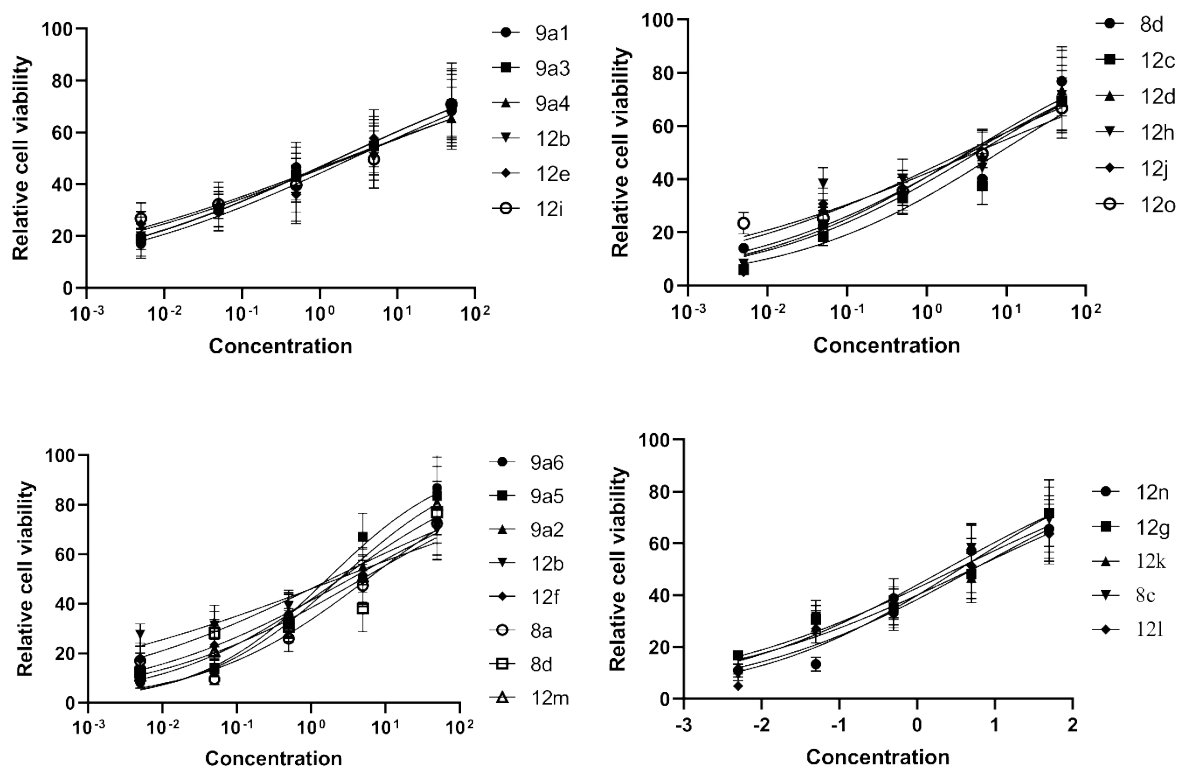 100
80
60
40
20
0
Relative cell viability
10⁻³ 10⁻² 10⁻¹ 10⁰ 10¹ 10²
Concentration
9a1
9a3
9a4
12b
12e
12i
100
80
60
40
20
0
Relative cell viability
10⁻³ 10⁻² 10⁻¹ 10⁰ 10¹ 10²
Concentration
8d
12c
12d
12h
12j
12o
100
80
60
40
20
0
Relative cell viability
10⁻³ 10⁻² 10⁻¹ 10⁰ 10¹ 10²
Concentration
9a6
9a5
9a2
12b
12f
8a
8d
12m
100
80
60
40
20
0
Relative cell viability
-3 -2 -1 0 1 2
Concentration
12n
12g
12k
8c
12l